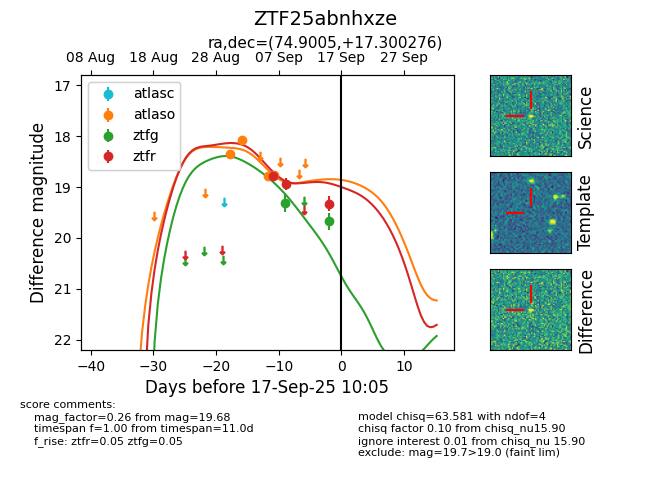 ZTF25abnhxze
ra,dec=(74.9005,+17.300276)
08 Aug 18 Aug 28 Aug 07 Sep 17 Sep 27 Sep
atlasc
atlaso
ztfg
ztfr
17
18
19
20
21
22
Difference magnitude
−40 −30 −20 −10 0 10
Days before 17-Sep-25 10:05
Science
Template
Difference
score comments:
mag_factor=0.26 from mag=19.68
timespan f=1.00 from timespan=11.0d
f_rise: ztfr=0.05 ztfg=0.05
model chisq=63.581 with ndof=4
chisq factor 0.10 from chisq_nu15.90
ignore interest 0.01 from chisq_nu 15.90
exclude: mag=19.7>19.0 (faint lim)